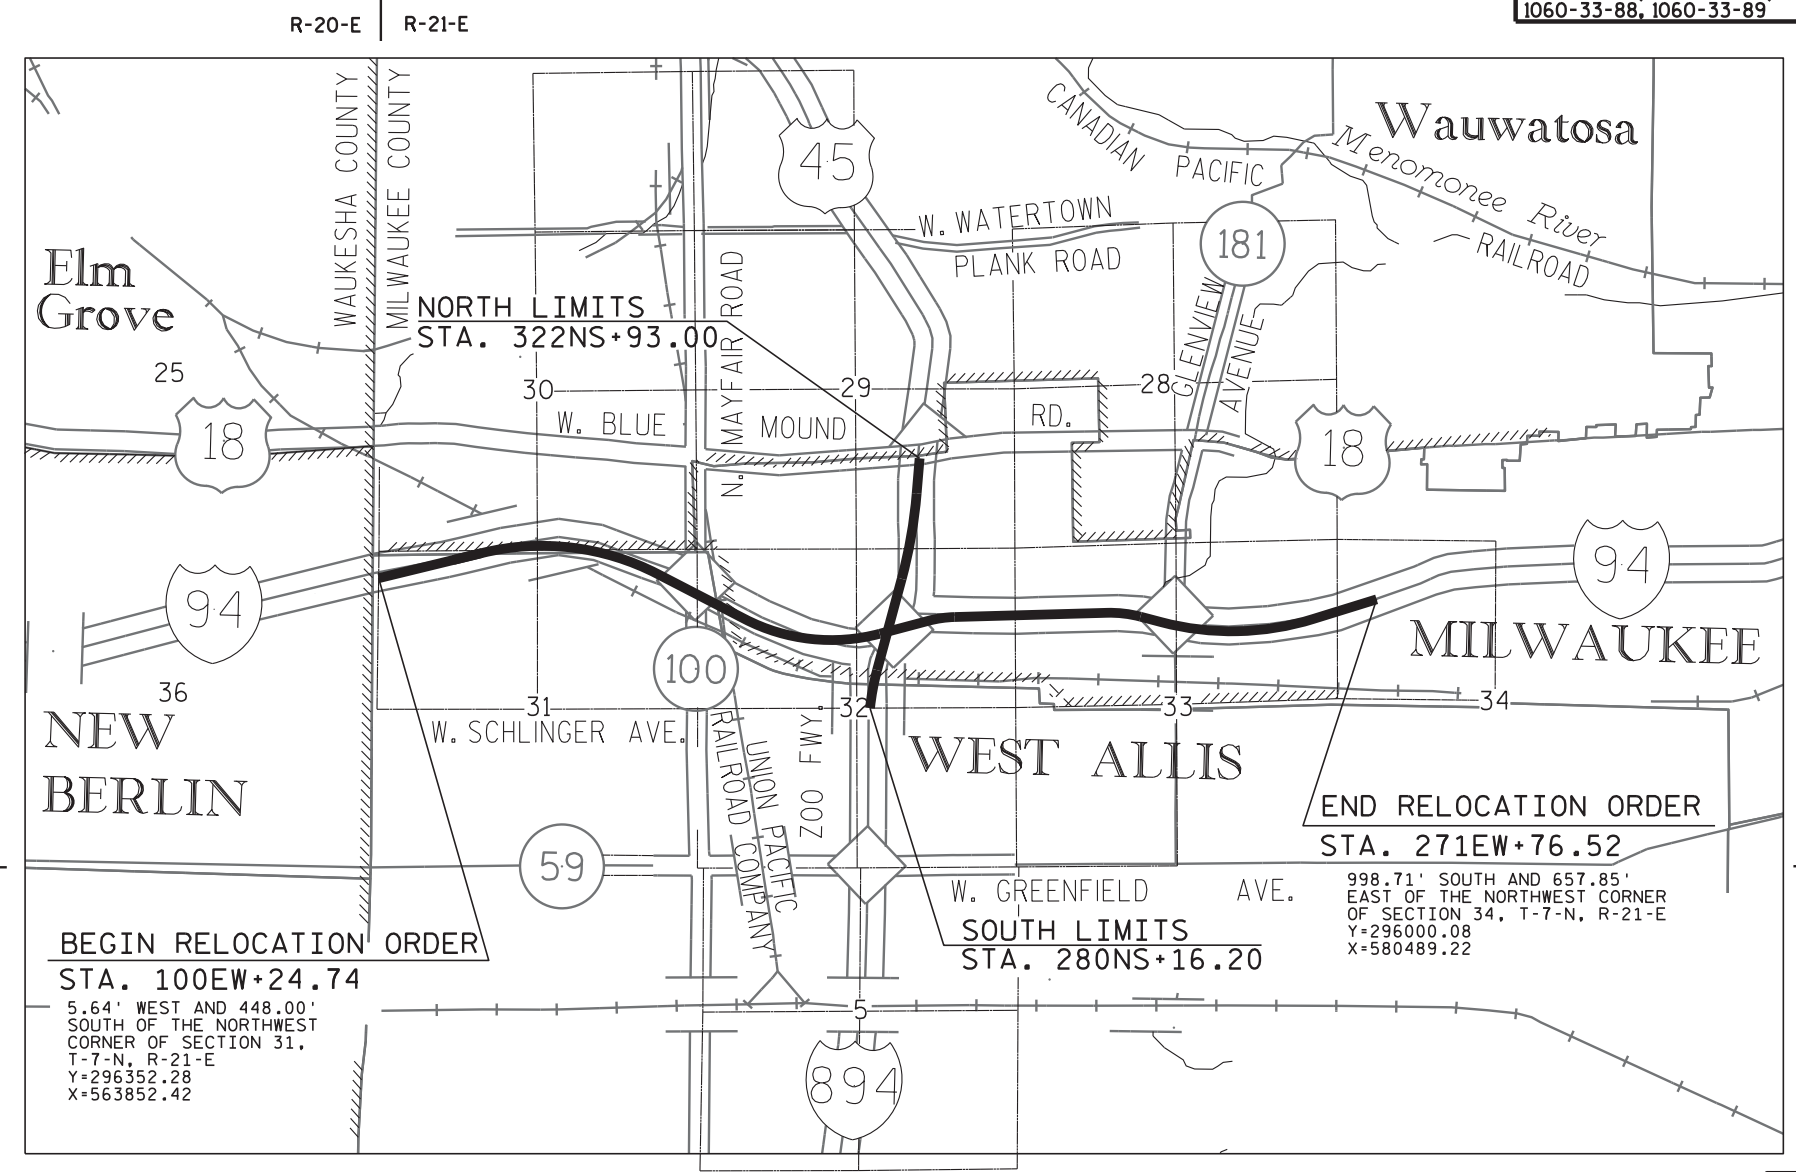 R-20-E R-21-E
1060-33-88, 1060-33-89
WAUKESHA COUNTY
MILWAUKEE COUNTY
45
CANADIAN PACIFIC
RAILROAD
Wauwatosa
Menomonee River
W. WATERTOWN
PLANK ROAD
181
Elm
Grove
25
NORTH LIMITS
STA. 322NS+93.00
N. MAYFAIR ROAD
GLENVIEW
AVENUE
30
29
28
18
W. BLUE MOUND RD.
18
94
94
MILWAUKEE
100
36
31
32
33
34
NEW
BERLIN
W. SCHLINGER AVE.
UNION PACIFIC
RAILROAD COMPANY
ZOO FWY.
WEST ALLIS
END RELOCATION ORDER
STA. 271EW+76.52
998.71' SOUTH AND 657.85'
EAST OF THE NORTHWEST CORNER
OF SECTION 34, T-7-N, R-21-E
Y=296000.08
X=580489.22
59
W. GREENFIELD AVE.
SOUTH LIMITS
STA. 280NS+16.20
BEGIN RELOCATION ORDER
STA. 100EW+24.74
5.64' WEST AND 448.00'
SOUTH OF THE NORTHWEST
CORNER OF SECTION 31,
T-7-N, R-21-E
Y=296352.28
X=563852.42
5
894